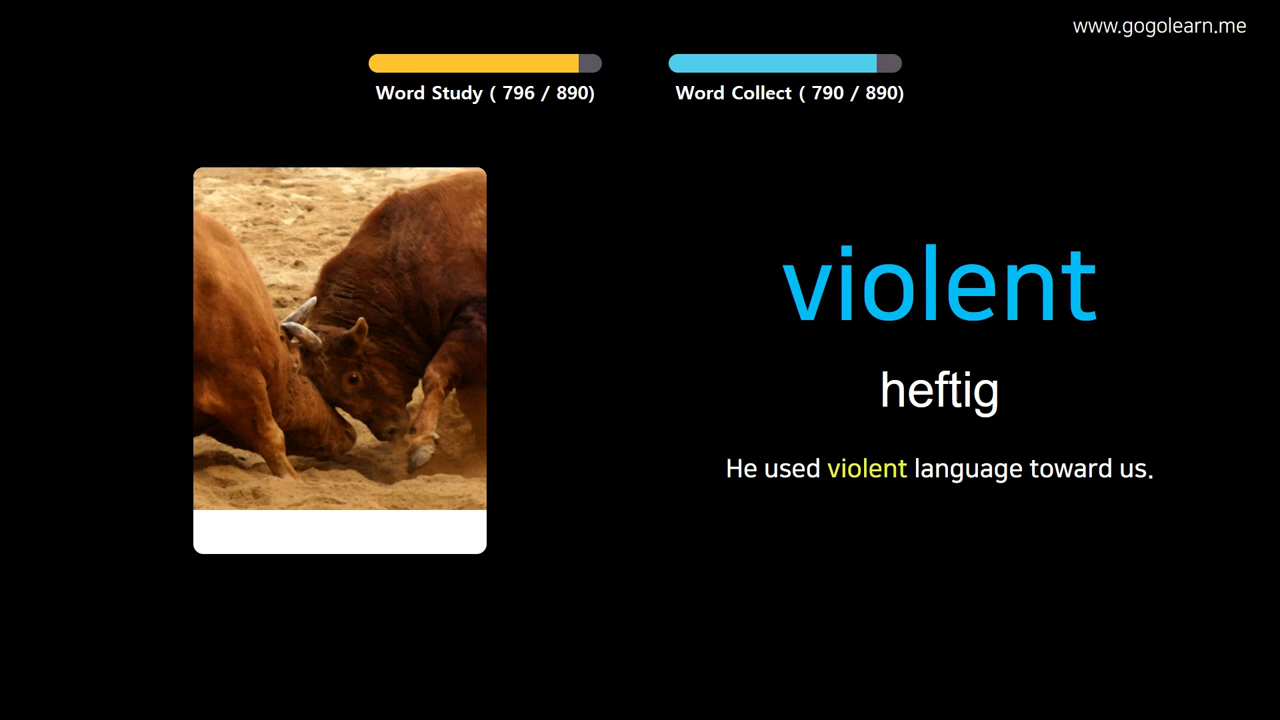 www.gogolearn.me
Word Study ( 796 / 890)
Word Collect ( 790 / 890)
violent
heftig
He used violent language toward us.